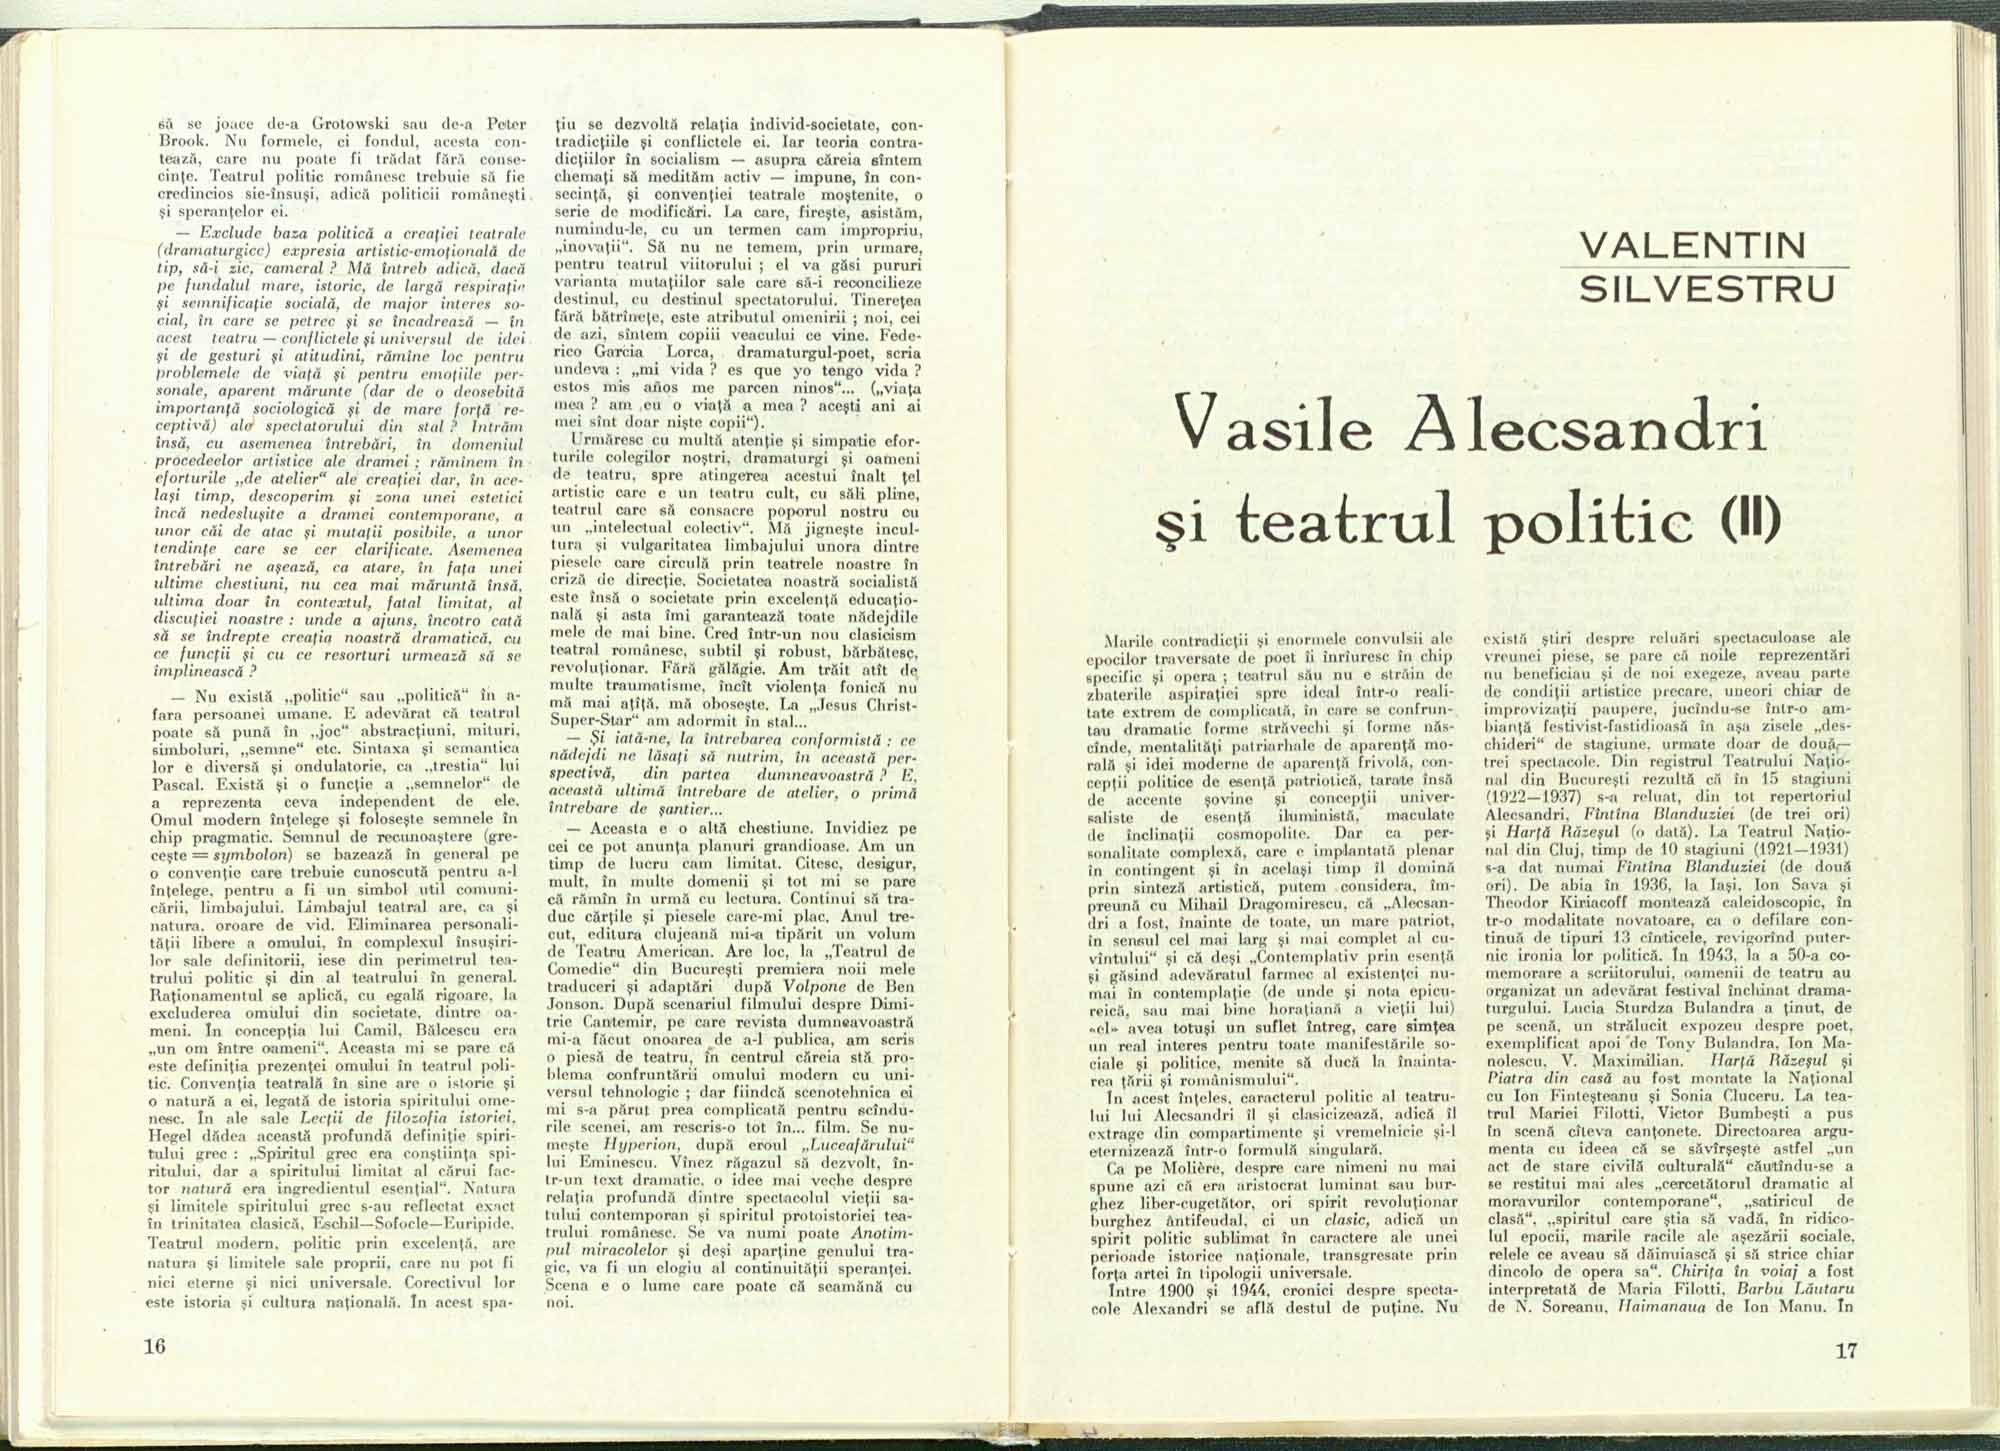 să se joace de-a Grotowski sau de-a Peter
Brook. Nu formele, ci fondul, acesta con-
tează, care nu poate fi trădat fără conse-
cințe. Teatrul politic românesc trebuie să fie
credincios sie-însuși, adică politicii românești
și speranțelor ei.
— Exclude baza politică a creației teatrale
(dramaturgice) expresia artistic-emoțională de
tip, să-i zic, cameral ? Mă întreb adică, dacă
pe fundalul mare, istoric, de largă respirație
și semnificație socială, de major interes so-
cial, în care se petrec și se încadrează — în
acest teatru — conflictele și universul de idei
și de gesturi și atitudini, rămîne loc pentru
problemele de viață și pentru emoțiile per-
sonale, aparent mărunte (dar de o deosebită
importanță sociologică și de mare forță re-
ceptivă) ale spectatorului din stal ? Intrăm
însă, cu asemenea întrebări, în domeniul
procedeelor artistice ale dramei ; rămînem în
eforturile „de atelier“ ale creației dar, în ace-
lași timp, descoperim și zona unei estetici
încă nedeslușite a dramei contemporane, a
unor căi de atac și mutații posibile, a unor
tendințe care se cer clarificate. Asemenea
întrebări ne așează, ca atare, în fața unei
ultime chestiuni, nu cea mai măruntă însă,
ultima doar în contextul, fatal limitat, al
discuției noastre : unde a ajuns, încotro cată
să se îndrepte creația noastră dramatică, cu
ce funcții și cu ce resorturi urmează să se
împlinească ?
— Nu există „politic“ sau „politică“ în a-
fara persoanei umane. E adevărat că teatrul
poate să pună în „joc“ abstracțiuni, mituri,
simboluri, „semne“ etc. Sintaxa și semantica
lor e diversă și ondulatorie, ca „trestia“ lui
Pascal. Există și o funcție a „semnelor“ de
a reprezenta ceva independent de ele.
Omul modern înțelege și folosește semnele în
chip pragmatic. Semnul de recunoaștere (gre-
cește = symbolon) se bazează în general pe
o convenție care trebuie cunoscută pentru a-l
înțelege, pentru a fi un simbol util comuni-
cării, limbajului. Limbajul teatral are, ca și
natura, oroare de vid. Eliminarea personali-
tății libere a omului, în complexul însușiri-
lor sale definitorii, iese din perimetrul tea-
trului politic și din al teatrului în general.
Raționamentul se aplică, cu egală rigoare, la
excluderea omului din societate, dintre oa-
meni. În concepția lui Camil, Bălcescu era
„un om între oameni“. Aceasta mi se pare că
este definiția prezenței omului în teatrul poli-
tic. Convenția teatrală în sine are o istorie și
o natură a ei, legată de istoria spiritului ome-
nesc. În ale sale Lecții de filozofia istoriei,
Hegel dădea această profundă definiție spiri-
tului grec : „Spiritul grec era conștiința spi-
ritului, dar a spiritului limitat al cărui fac-
tor natură era ingredientul esențial“. Natura
și limitele spiritului grec s-au reflectat exact
în trinitatea clasică, Eschil—Sofocle—Euripide.
Teatrul modern, politic prin excelență, are
natura și limitele sale proprii, care nu pot fi
nici eterne și nici universale. Corectivul lor
este istoria și cultura națională. În acest spa-
16
țiu se dezvoltă relația individ-societate, con-
tradicțiile și conflictele ei. Iar teoria contra-
dicțiilor în socialism — asupra căreia sîntem
chemați să medităm activ — impune, în con-
secință, și convenției teatrale moștenite, o
serie de modificări. La care, firește, asistăm,
numindu-le, cu un termen cam impropriu,
„inovații“. Să nu ne temem, prin urmare,
pentru teatrul viitorului ; el va găsi pururi
varianta mutațiilor sale care să-i reconcilieze
destinul, cu destinul spectatorului. Tinerețea
fără bătrînețe, este atributul omenirii ; noi, cei
de azi, sîntem copiii veacului ce vine. Fede-
rico Garcia Lorca, dramaturgul-poet, scria
undeva : „mi vida ? es que yo tengo vida ?
estos mis años me parcen ninos“... („viața
mea ? am eu o viață a mea ? acești ani ai
mei sînt doar niște copii“).
Urmăresc cu multă atenție și simpatie efor-
turile colegilor noștri, dramaturgi și oameni
de teatru, spre atingerea acestui înalt țel
artistic care e un teatru cult, cu săli pline,
teatrul care să consacre poporul nostru cu
un „intelectual colectiv“. Mă jignește incul-
tura și vulgaritatea limbajului unora dintre
piesele care circulă prin teatrele noastre în
criză de direcție. Societatea noastră socialistă
este însă o societate prin excelență educațio-
nală și asta îmi garantează toate nădejdile
mele de mai bine. Cred într-un nou clasicism
teatral românesc, subtil și robust, bărbătesc,
revoluționar. Fără gălăgie. Am trăit atît de
multe traumatisme, încît violența fonică nu
mă mai ațîță, mă obosește. La „Jesus Christ-
Super-Star“ am adormit în stal...
— Și iată-ne, la întrebarea conformistă : ce
nădejdi ne lăsați să nutrim, în această per-
spectivă, din partea dumneavoastră ? E,
această ultimă întrebare de atelier, o primă
întrebare de șantier...
— Aceasta e o altă chestiune. Invidiez pe
cei ce pot anunța planuri grandioase. Am un
timp de lucru cam limitat. Citesc, desigur,
mult, în multe domenii și tot mi se pare
că rămîn în urmă cu lectura. Continui să tra-
duc cărțile și piesele care-mi plac. Anul tre-
cut, editura clujeană mi-a tipărit un volum
de Teatru American. Are loc, la „Teatrul de
Comedie“ din București premiera noii mele
traduceri și adaptări după Volpone de Ben
Jonson. După scenariul filmului despre Dimi-
trie Cantemir, pe care revista dumneavoastră
mi-a făcut onoarea de a-l publica, am scris
o piesă de teatru, în centrul căreia stă pro-
blema confruntării omului modern cu uni-
versul tehnologic ; dar fiindcă scenotehnica ei
mi s-a părut prea complicată pentru scîndu-
rile scenei, am rescris-o tot în... film. Se nu-
mește Hyperion, după eroul „Luceafărului“
lui Eminescu. Vînez răgazul să dezvolt, în-
tr-un text dramatic, o idee mai veche despre
relația profundă dintre spectacolul vieții sa-
tului contemporan și spiritul protoistoriei tea-
trului românesc. Se va numi poate Anotim-
pul miracolelor și deși aparține genului tra-
gic, va fi un elogiu al continuității speranței.
Scena e o lume care poate că seamănă cu
noi.
VALENTIN
SILVESTRU
Vasile Alecsandri
și teatrul politic (II)
Marile contradicții și enormele convulsii ale
epocilor traversate de poet îi înrîuresc în chip
specific și opera ; teatrul său nu e străin de
zbaterile aspirației spre ideal într-o reali-
tate extrem de complicată, în care se confrun-
tau dramatic forme străvechi și forme năs-
cînde, mentalități patriarhale de aparență mo-
rală și idei moderne de aparență frivolă, con-
cepții politice de esență patriotică, tarate însă
de accente șovine și concepții univer-
saliste de esență iluministă, maculate
de înclinații cosmopolite. Dar ca per-
sonalitate complexă, care e implantată plenar
în contingent și în același timp îl domină
prin sinteză artistică, putem considera, îm-
preună cu Mihail Dragomirescu, că „Alecsan-
dri a fost, înainte de toate, un mare patriot,
în sensul cel mai larg și mai complet al cu-
vîntului“ și că deși „Contemplativ prin esență
și găsind adevăratul farmec al existenței nu-
mai în contemplație (de unde și nota epicu-
reică, sau mai bine horațiană a vieții lui)
«el» avea totuși un suflet întreg, care simțea
un real interes pentru toate manifestările so-
ciale și politice, menite să ducă la înainta-
rea țării și românismului“.
În acest înțeles, caracterul politic al teatru-
lui lui Alecsandri îl și clasicizează, adică îl
extrage din compartimente și vremelnicie și-l
eternizează într-o formulă singulară.
Ca pe Molière, despre care nimeni nu mai
spune azi că era aristocrat luminat sau bur-
ghez liber-cugetător, ori spirit revoluționar
burghez antifeudal, ci un clasic, adică un
spirit politic sublimat în caractere ale unei
perioade istorice naționale, transgresate prin
forța artei în tipologii universale.
Între 1900 și 1944, cronici despre specta-
cole Alexandri se află destul de puține. Nu
există știri despre reluări spectaculoase ale
vreunei piese, se pare că noile reprezentări
nu beneficiau și de noi exegeze, aveau parte
de condiții artistice precare, uneori chiar de
improvizații paupere, jucîndu-se într-o am-
bianță festivist-fastidioasă în așa zisele „des-
chideri“ de stagiune, urmate doar de două—
trei spectacole. Din registrul Teatrului Națio-
nal din București rezultă că în 15 stagiuni
(1922—1937) s-a reluat, din tot repertoriul
Alecsandri, Fîntîna Blanduziei (de trei ori)
și Harță Răzeșul (o dată). La Teatrul Națio-
nal din Cluj, timp de 10 stagiuni (1921—1931)
s-a dat numai Fîntîna Blanduziei (de două
ori). De abia în 1936, la Iași, Ion Sava și
Theodor Kiriacoff montează caleidoscopic, în
tr-o modalitate novatoare, ca o defilare con-
tinuă de tipuri 13 cînticele, revigorînd puter-
nic ironia lor politică. În 1943, la a 50-a co-
memorare a scriitorului, oamenii de teatru au
organizat un adevărat festival închinat drama-
turgului. Lucia Sturdza Bulandra a ținut, de
pe scenă, un strălucit expozeu despre poet,
exemplificat apoi de Tony Bulandra, Ion Ma-
nolescu, V. Maximilian. Harță Răzeșul și
Piatra din casă au fost montate la Național
cu Ion Finteșteanu și Sonia Cluceru. La tea-
trul Mariei Filotti, Victor Bumbești a pus
în scenă cîteva canțonete. Directoarea argu-
menta cu ideea că se săvîrșește astfel „un
act de stare civilă culturală“ căutîndu-se a
se restitui mai ales „cercetătorul dramatic al
moravurilor contemporane“, „satiricul de
clasă“, „spiritul care știa să vadă, în ridico-
lul epocii, marile racile ale așezării sociale,
relele ce aveau să dăinuiască și să strice chiar
dincolo de opera sa“. Chirița în voiaj a fost
interpretată de Maria Filotti, Barbu Lăutaru
de N. Soreanu, Haimanaua de Ion Manu. În
17